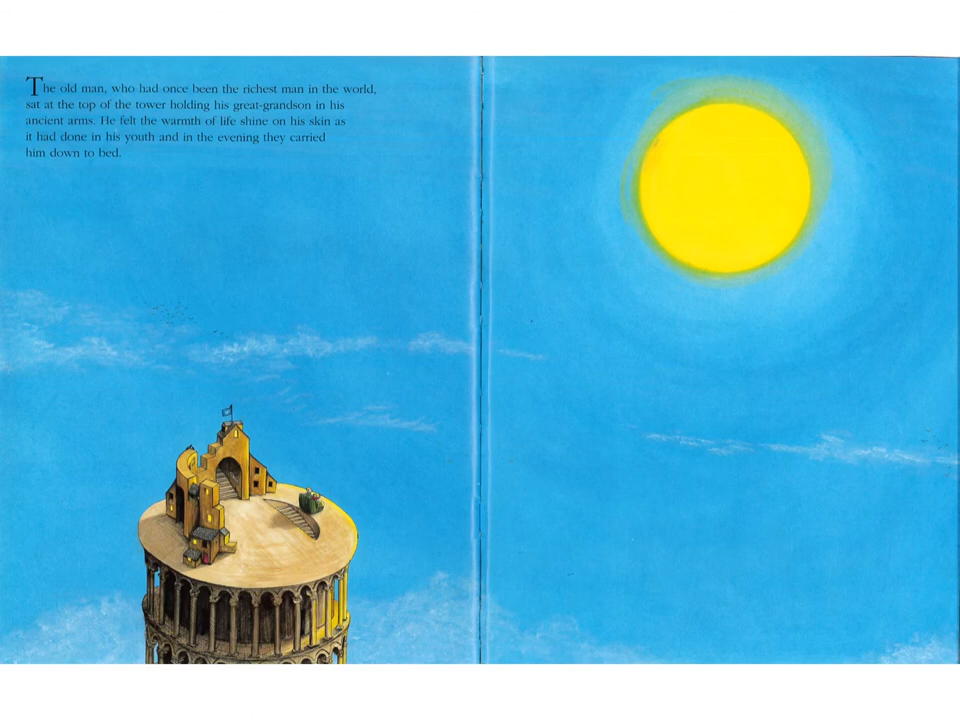 The old man, who had once been the richest man in the world,
sat at the top of the tower holding his great-grandson in his
ancient arms. He felt the warmth of life shine on his skin as
it had done in his youth and in the evening they carried
him down to bed.